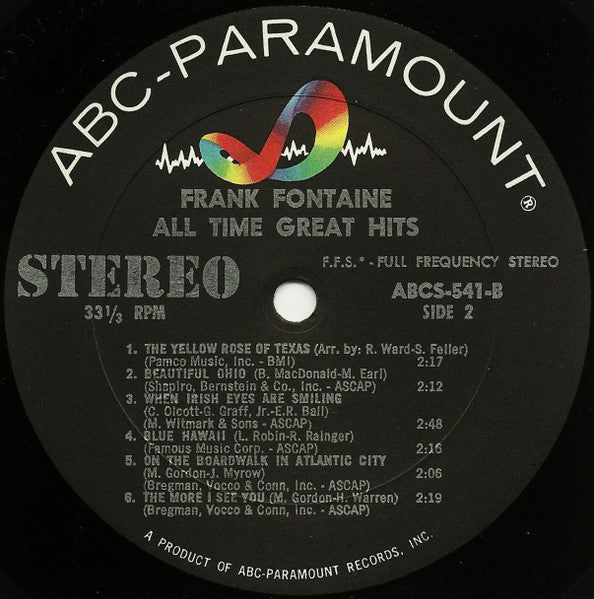 ABC-PARAMOUNT®
FRANK FONTAINE
ALL TIME GREAT HITS
STEREO
F.F.S.* - FULL FREQUENCY STEREO
33 1/3 RPM
ABCS-541-B
SIDE 2
1. THE YELLOW ROSE OF TEXAS (Arr. by: R. Ward-S. Feller)
(Pamco Music, Inc. - BMI) 2:17
2. BEAUTIFUL OHIO (B. MacDonald-M. Earl)
(Shapiro, Bernstein & Co., Inc. - ASCAP) 2:12
3. WHEN IRISH EYES ARE SMILING
(C. Olcott-G. Graff, Jr.-E.R. Ball)
(M. Witmark & Sons - ASCAP) 2:48
4. BLUE HAWAII (L. Robin-R. Rainger)
(Famous Music Corp. - ASCAP) 2:16
5. ON THE BOARDWALK IN ATLANTIC CITY
(M. Gordon-J. Myrow) 2:06
(Bregman, Vocco & Conn, Inc. - ASCAP)
6. THE MORE I SEE YOU (M. Gordon-H. Warren) 2:19
(Bregman, Vocco & Conn, Inc. - ASCAP)
A PRODUCT OF ABC-PARAMOUNT RECORDS, INC.